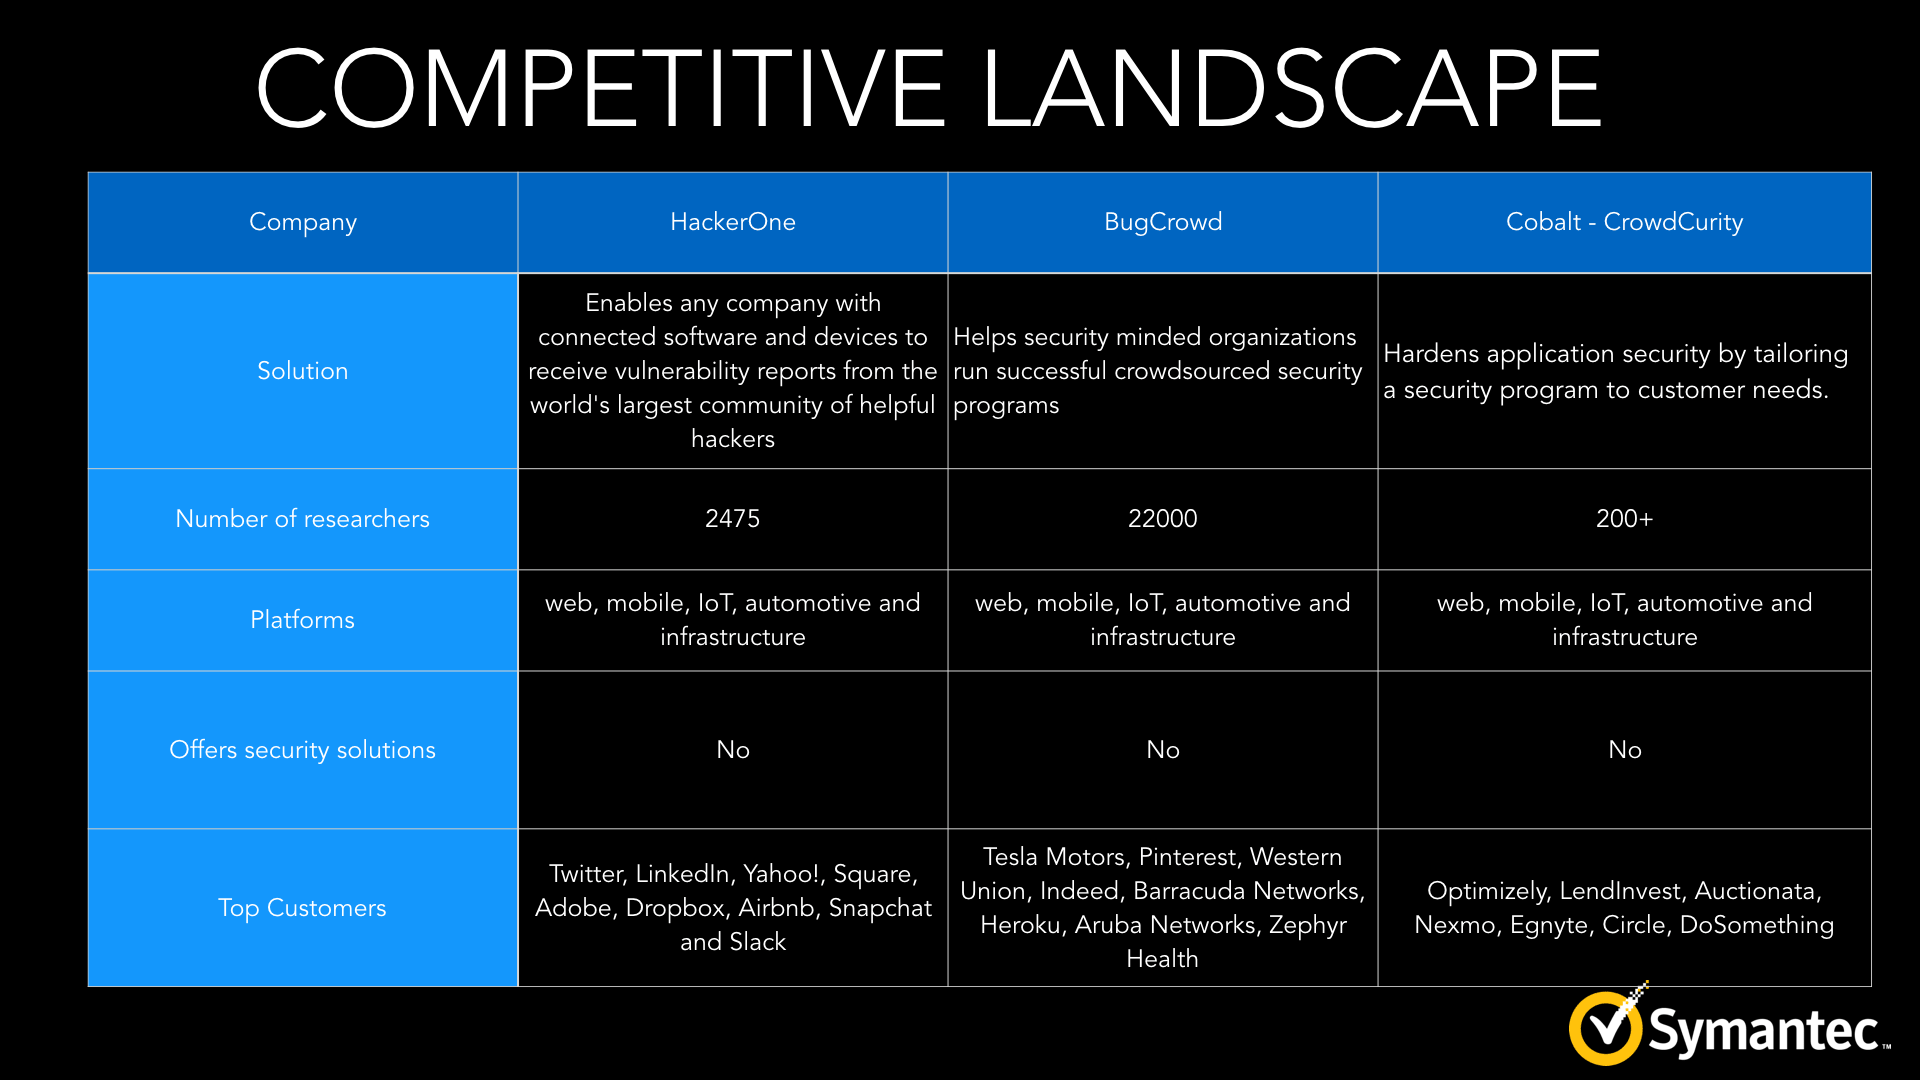 COMPETITIVE LANDSCAPE
Company
HackerOne
BugCrowd
Cobalt - CrowdCurity
Solution
Enables any company with
connected software and devices to
receive vulnerability reports from the
world's largest community of helpful
hackers
Helps security minded organizations
run successful crowdsourced security
programs
Hardens application security by tailoring
a security program to customer needs.
Number of researchers
2475
22000
200+
Platforms
web, mobile, IoT, automotive and
infrastructure
web, mobile, IoT, automotive and
infrastructure
web, mobile, IoT, automotive and
infrastructure
Offers security solutions
No
No
No
Top Customers
Twitter, LinkedIn, Yahoo!, Square,
Adobe, Dropbox, Airbnb, Snapchat
and Slack
Tesla Motors, Pinterest, Western
Union, Indeed, Barracuda Networks,
Heroku, Aruba Networks, Zephyr
Health
Optimizely, LendInvest, Auctionata,
Nexmo, Egnyte, Circle, DoSomething
Symantec™